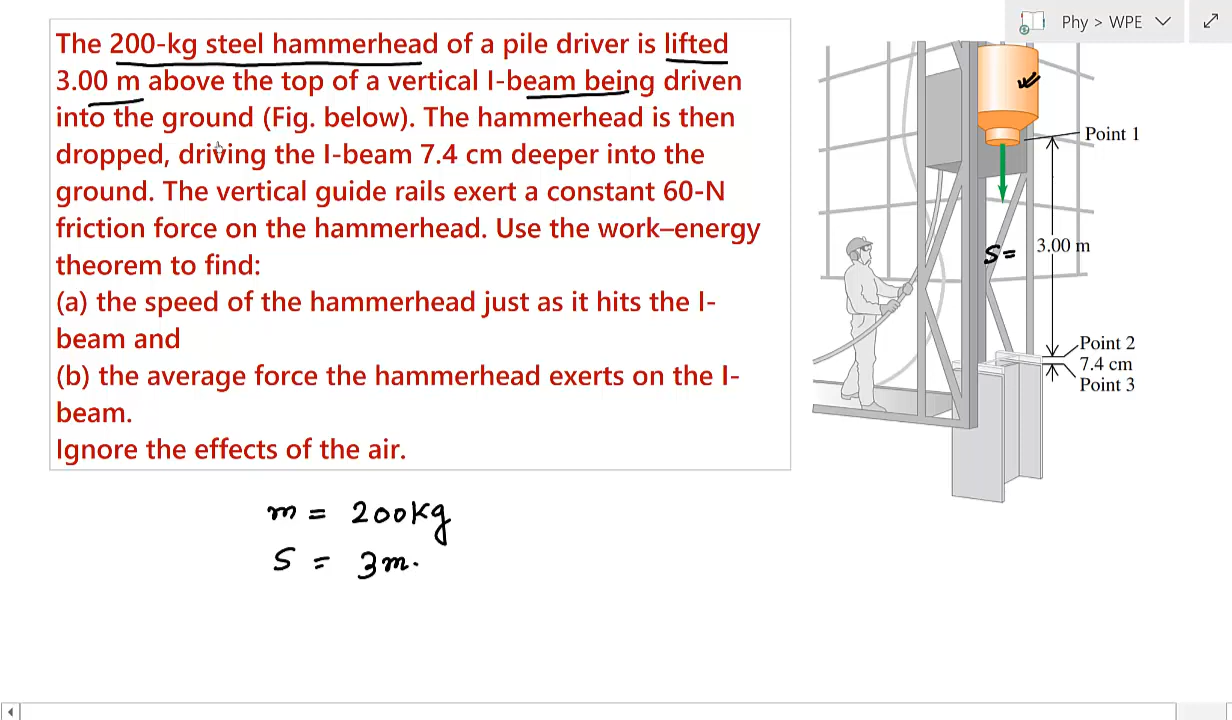 Phy > WPE
The 200-kg steel hammerhead of a pile driver is lifted
3.00 m above the top of a vertical I-beam being driven
into the ground (Fig. below). The hammerhead is then
dropped, driving the I-beam 7.4 cm deeper into the
ground. The vertical guide rails exert a constant 60-N
friction force on the hammerhead. Use the work–energy
theorem to find:
(a) the speed of the hammerhead just as it hits the I-
beam and
(b) the average force the hammerhead exerts on the I-
beam.
Ignore the effects of the air.
Point 1
S = 3.00 m
Point 2
7.4 cm
Point 3
m = 200kg
S = 3m.